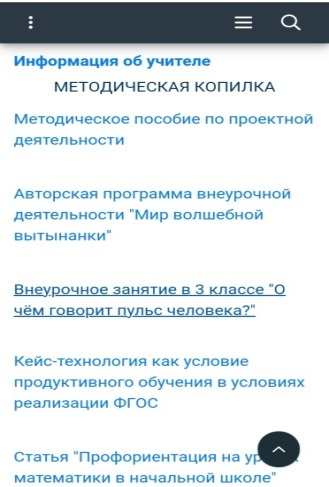 Информация об учителе
МЕТОДИЧЕСКАЯ КОПИЛКА
Методическое пособие по проектной
деятельности
Авторская программа внеурочной
деятельности "Мир волшебной
вытынанки"
Внеурочное занятие в 3 классе "О
чём говорит пульс человека?"
Кейс-технология как условие
продуктивного обучения в условиях
реализации ФГОС
Статья "Профориентация на
математики в начальной школе"